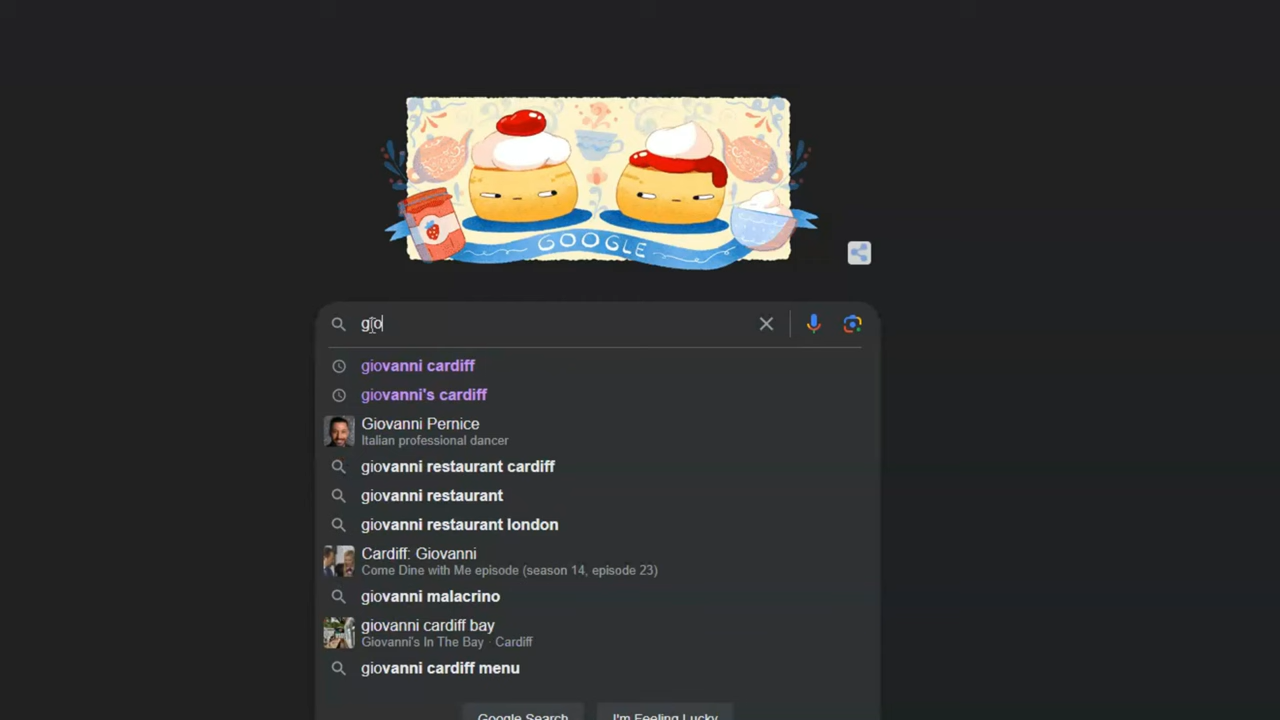 GOOGLE
gio
giovanni cardiff
giovanni's cardiff
Giovanni Pernice
Italian professional dancer
giovanni restaurant cardiff
giovanni restaurant
giovanni restaurant london
Cardiff: Giovanni
Come Dine with Me episode (season 14, episode 23)
giovanni malacrino
giovanni cardiff bay
Giovanni's In The Bay · Cardiff
giovanni cardiff menu
Google Search
I'm Feeling Lucky